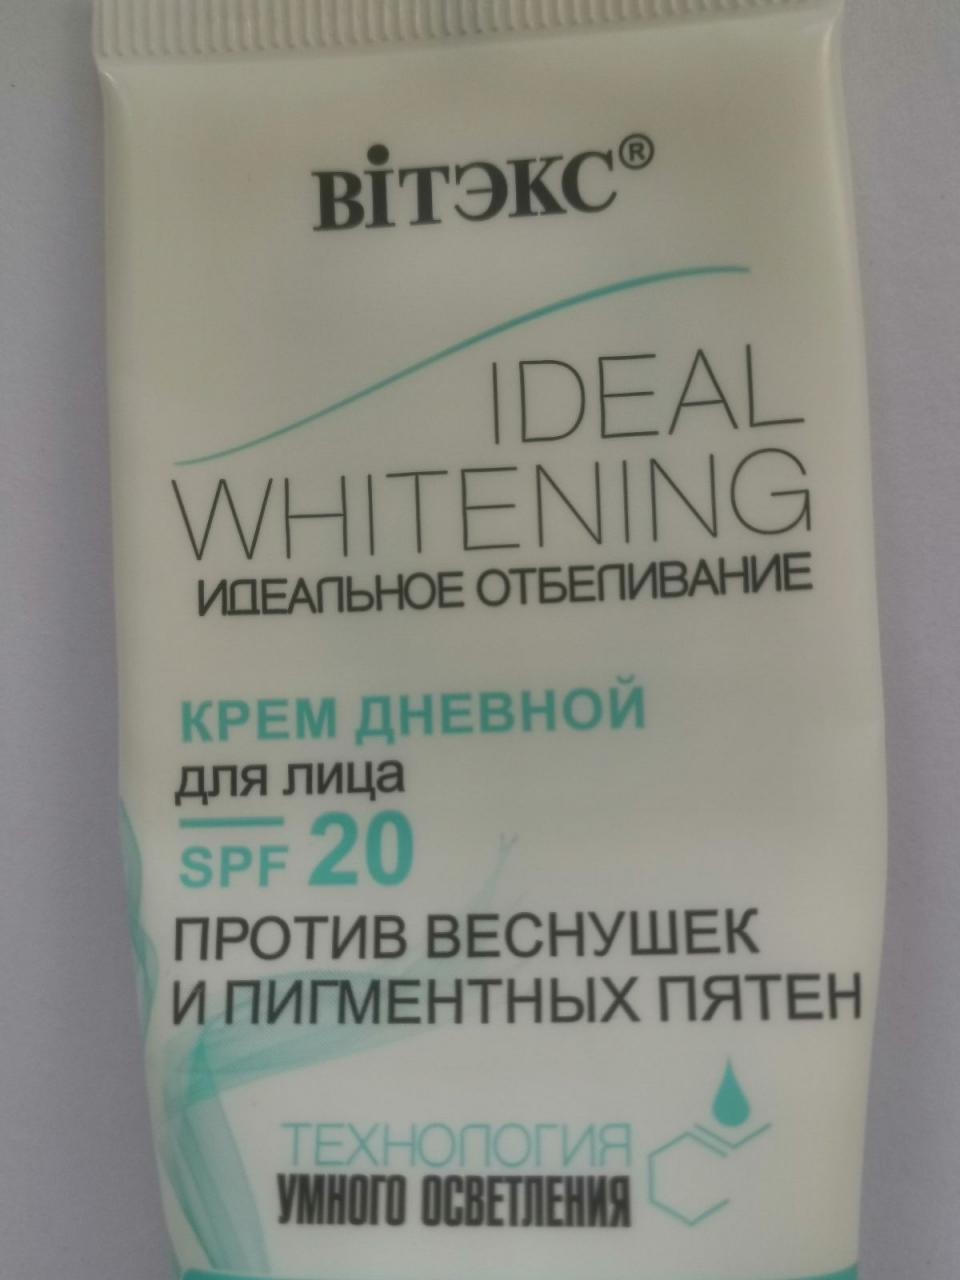 ВіТЭКС®
IDEAL
WHITENING
ИДЕАЛЬНОЕ ОТБЕЛИВАНИЕ
КРЕМ ДНЕВНОЙ
для лица
SPF 20
ПРОТИВ ВЕСНУШЕК
И ПИГМЕНТНЫХ ПЯТЕН
ТЕХНОЛОГИЯ
УМНОГО ОСВЕТЛЕНИЯ